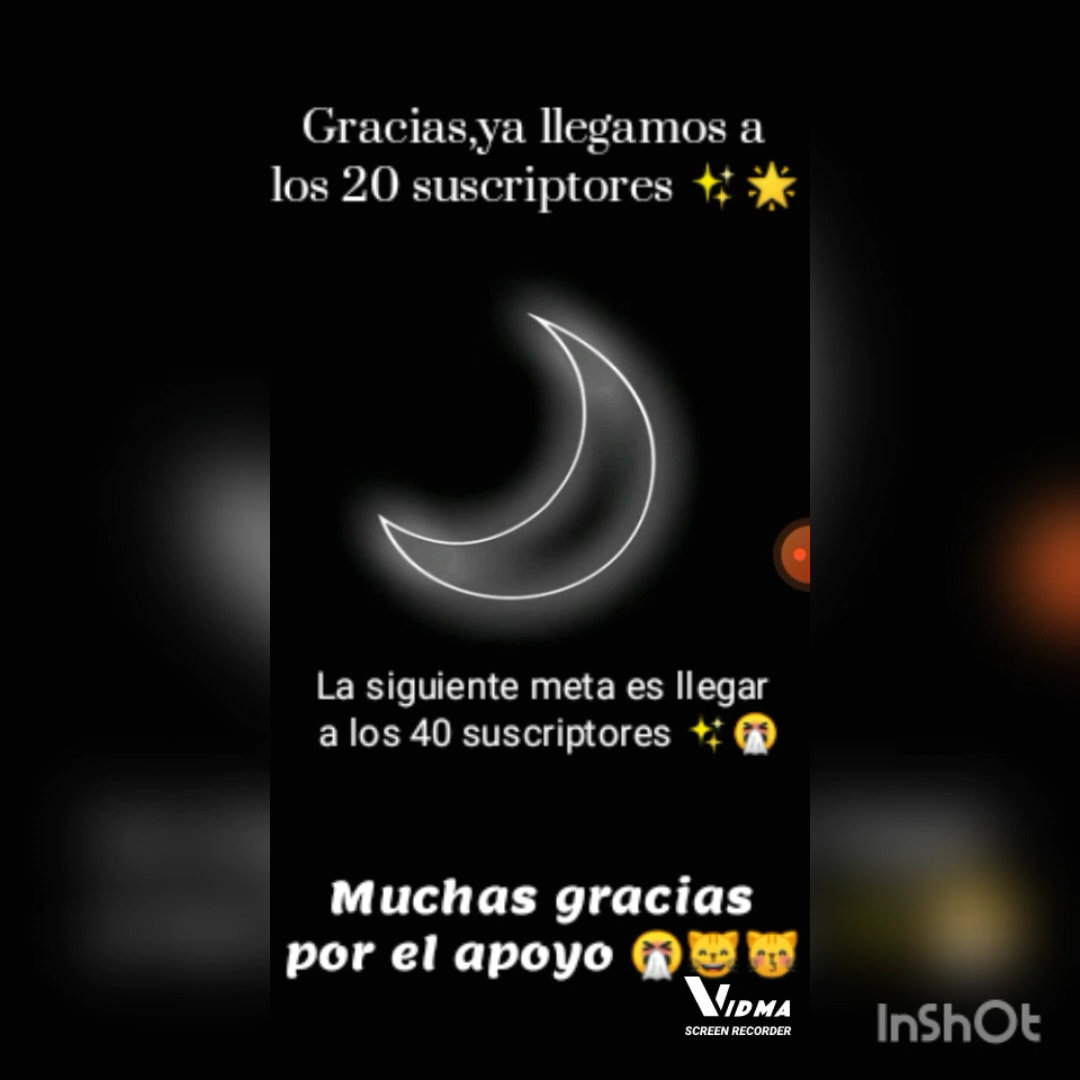 Gracias,ya llegamos a
los 20 suscriptores ✨🌟
La siguiente meta es llegar
a los 40 suscriptores ✨🤧
Muchas gracias
por el apoyo 🤧😸😽
VIDMA
SCREEN RECORDER
InShOt